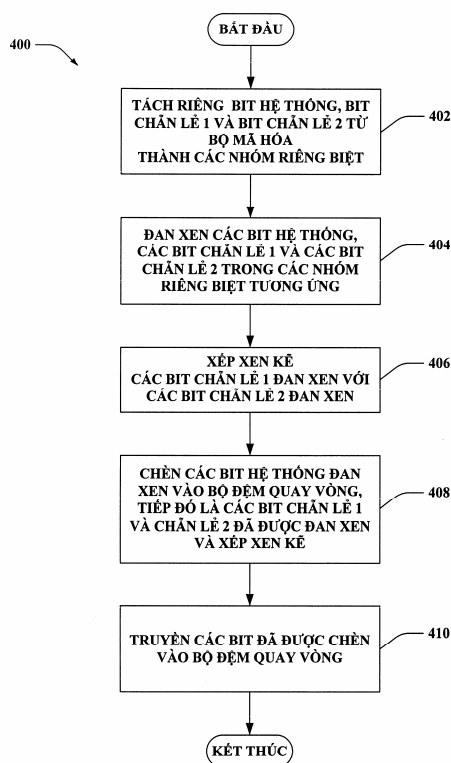 BẮT ĐẦU
400
TÁCH RIÊNG BIT HỆ THỐNG, BIT
CHẴN LẺ 1 VÀ BIT CHẴN LẺ 2 TỪ
BỘ MÃ HÓA
THÀNH CÁC NHÓM RIÊNG BIỆT
402
ĐAN XEN CÁC BIT HỆ THỐNG,
CÁC BIT CHẴN LẺ 1 VÀ CÁC BIT
CHẴN LẺ 2 TRONG CÁC NHÓM
RIÊNG BIỆT TƯƠNG ỨNG
404
XẾP XEN KẼ
CÁC BIT CHẴN LẺ 1 ĐAN XEN VỚI
CÁC BIT CHẴN LẺ 2 ĐAN XEN
406
CHÈN CÁC BIT HỆ THỐNG ĐAN
XEN VÀO BỘ ĐỆM QUAY VÒNG,
TIẾP ĐÓ LÀ CÁC BIT CHẴN LẺ 1
VÀ CHẴN LẺ 2 ĐÃ ĐƯỢC ĐAN XEN
VÀ XẾP XEN KẼ
408
TRUYỀN CÁC BIT ĐÃ ĐƯỢC CHÈN
VÀO BỘ ĐỆM QUAY VÒNG
410
KẾT THÚC